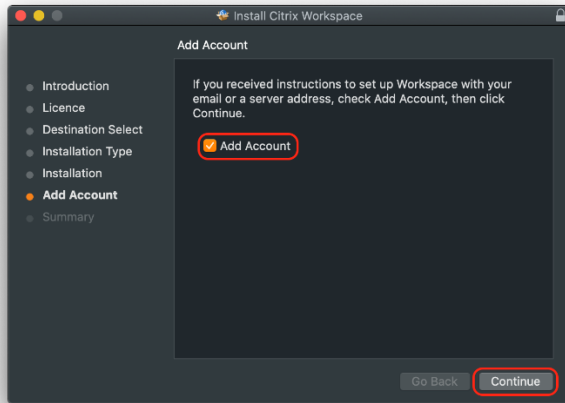 Install Citrix Workspace
Add Account
Introduction
Licence
Destination Select
Installation Type
Installation
Add Account
Summary
If you received instructions to set up Workspace with your
email or a server address, check Add Account, then click
Continue.
Add Account
Go Back
Continue